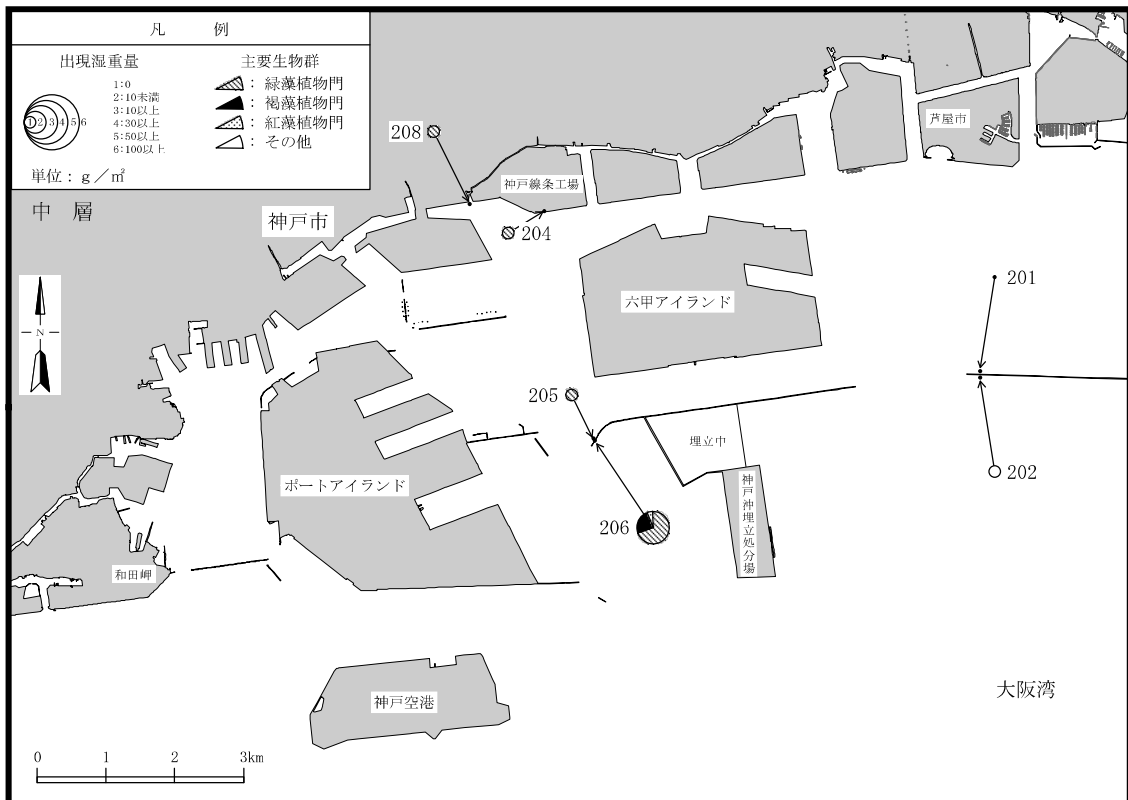 凡 例
出現湿重量
1:0
2:10未満
3:10以上
4:30以上
5:50以上
6:100以上
1 2 3 4 5 6
主要生物群
: 緑藻植物門
: 褐藻植物門
: 紅藻植物門
: その他
単位：g／㎡
中 層
208
神戸線条工場
芦屋市
神戸市
204
N
六甲アイランド
201
205
埋立中
ポートアイランド
202
神戸沖埋立処分場
206
和田岬
神戸空港
大阪湾
0 1 2 3km